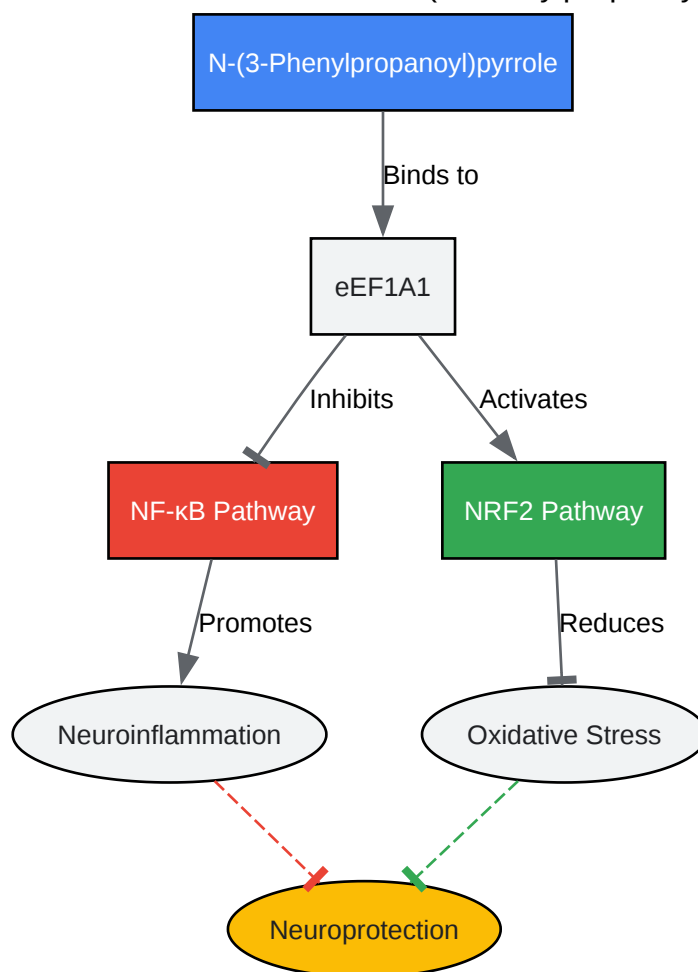 N-(3-Phenylpropanoyl)pyrrole
Binds to
eEF1A1
Inhibits
Activates
NF-κB Pathway
NRF2 Pathway
Promotes
Reduces
Neuroinflammation
Oxidative Stress
Neuroprotection